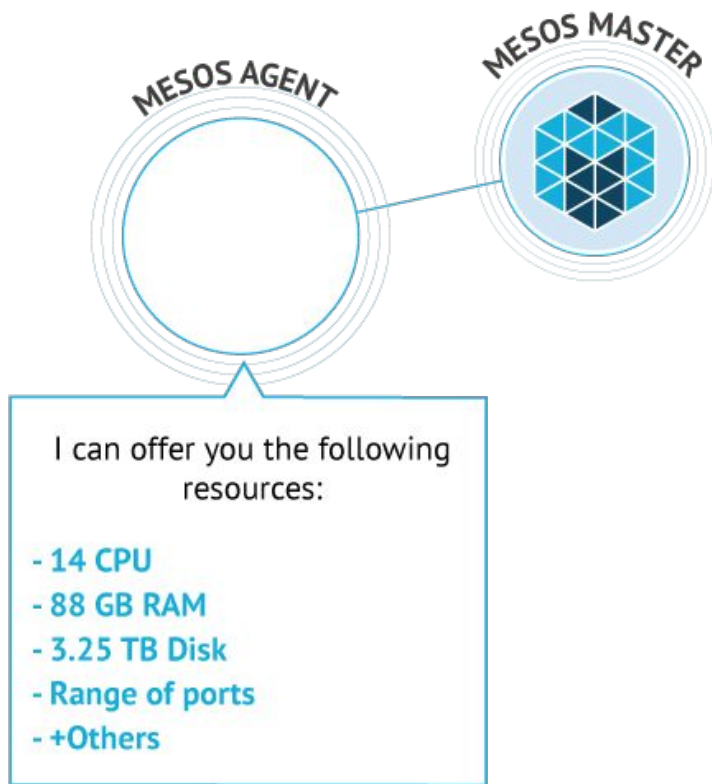 MESOS AGENT
MESOS MASTER
I can offer you the following
resources:
- 14 CPU
- 88 GB RAM
- 3.25 TB Disk
- Range of ports
- +Others